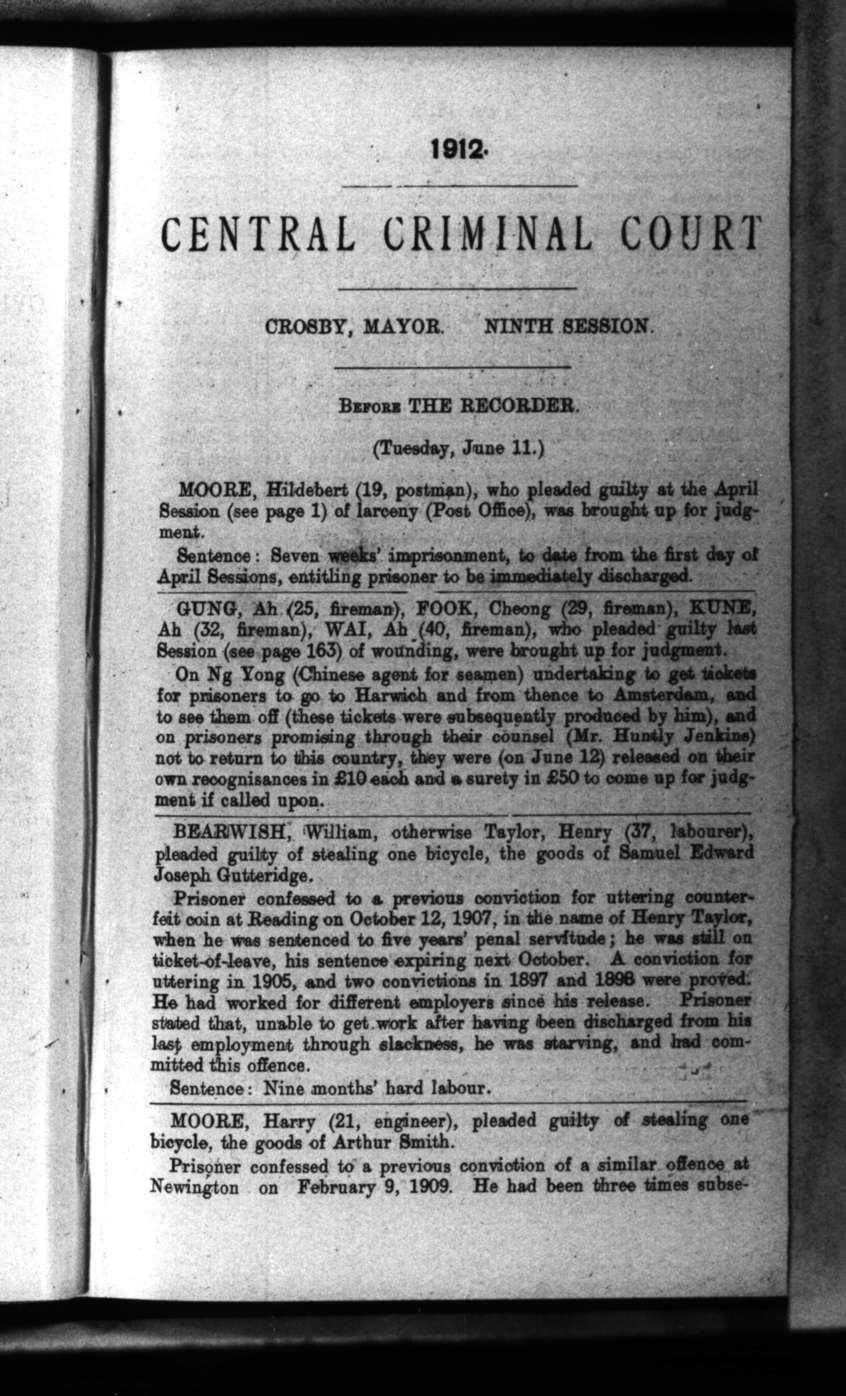 1912.
CENTRAL CRIMINAL COURT
CROSBY, MAYOR. NINTH SESSION.
BEFORE THE RECORDER.
(Tuesday, June 11.)
MOORE, Hildebert (19, postman), who pleaded guilty at the April
Session (see page 1) of larceny (Post Office), was brought up for judg-
ment.
Sentence: Seven weeks' imprisonment, to date from the first day of
April Sessions, entitling prisoner to be immediately discharged.
GUNG, Ah (25, fireman), FOOK, Cheong (29, fireman), KUNE,
Ah (32, fireman), WAI, Ah (40, fireman), who pleaded guilty last
Session (see page 163) of wounding, were brought up for judgment.
On Ng Yong (Chinese agent for seamen) undertaking to get tickets
for prisoners to go to Harwich and from thence to Amsterdam, and
to see them off (these tickets were subsequently produced by him), and
on prisoners promising through their counsel (Mr. Huntly Jenkins)
not to return to this country, they were (on June 12) released on their
own recognisances in £10 each and a surety in £50 to come up for judg-
ment if called upon.
BEARWISH, William, otherwise Taylor, Henry (37, labourer),
pleaded guilty of stealing one bicycle, the goods of Samuel Edward
Joseph Gutteridge.
Prisoner confessed to a previous conviction for uttering counter-
feit coin at Reading on October 12, 1907, in the name of Henry Taylor,
when he was sentenced to five years' penal servitude; he was still on
ticket-of-leave, his sentence expiring next October. A conviction for
uttering in 1905, and two convictions in 1897 and 1898 were proved.
He had worked for different employers since his release. Prisoner
stated that, unable to get work after having been discharged from his
last employment through slackness, he was starving, and had com-
mitted this offence.
Sentence: Nine months' hard labour.
MOORE, Harry (21, engineer), pleaded guilty of stealing one
bicycle, the goods of Arthur Smith.
Prisoner confessed to a previous conviction of a similar offence at
Newington on February 9, 1909. He had been three times subse-